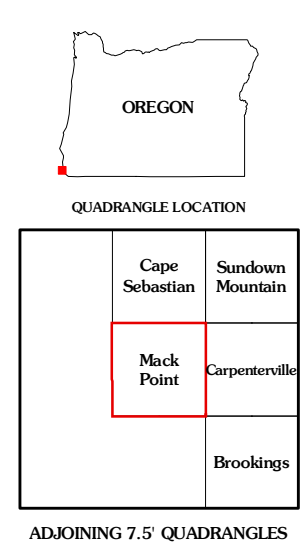 OREGON
QUADRANGLE LOCATION
Cape
Sebastian
Sundown
Mountain
Mack
Point
Carpenterville
Brookings
ADJOINING 7.5' QUADRANGLES